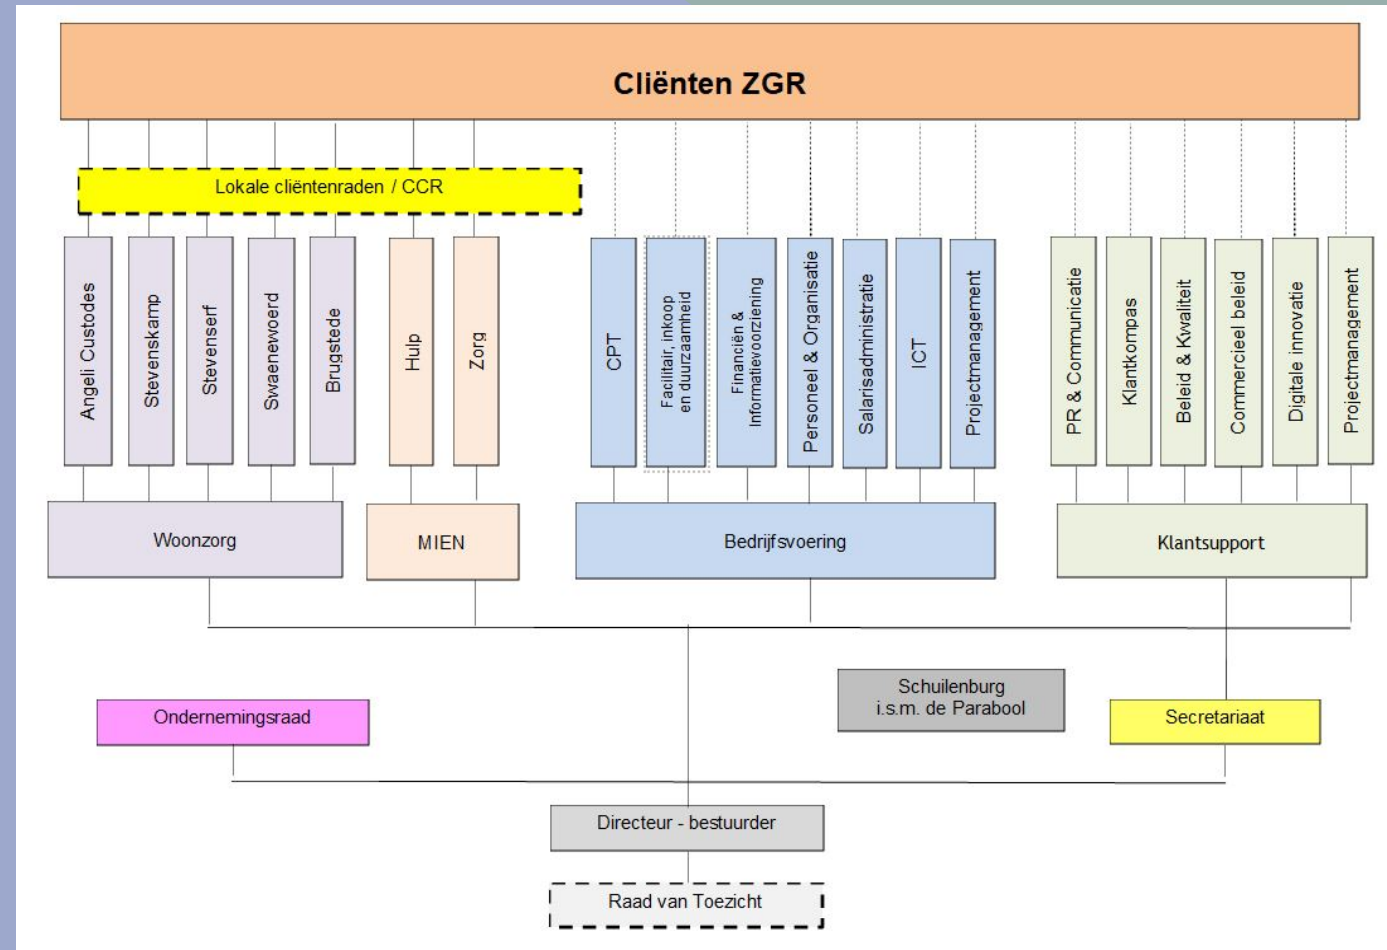 Cliënten ZGR
Lokale cliëntenraden / CCR
Angeli Custodes
Stevenskamp
Stevenserf
Swaenewoerd
Brugstede
Hulp
Zorg
CPT
Facilitair, inkoop
en duurzaamheid
Financiën &
Informatievoorziening
Personeel & Organisatie
Salarisadministratie
ICT
Projectmanagement
PR & Communicatie
Klantkompas
Beleid & Kwaliteit
Commercieel beleid
Digitale innovatie
Projectmanagement
Woonzorg
MIEN
Bedrijfsvoering
Klantsupport
Schuilenburg
i.s.m. de Parabool
Ondernemingsraad
Secretariaat
Directeur - bestuurder
Raad van Toezicht